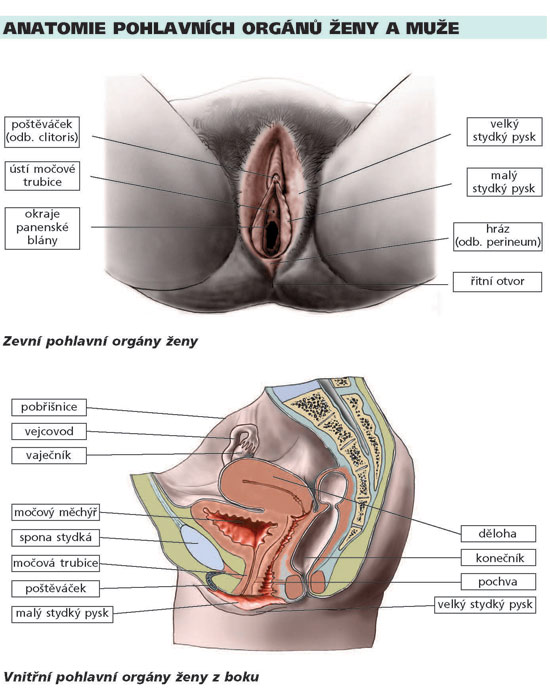 ANATOMIE POHLAVNÍCH ORGÁNŮ ŽENY A MUŽE
poštěváček
(odb. clitoris)
ústí močové
trubice
okraje
panenské
blány
velký
stydký pysk
malý
stydký pysk
hráz
(odb. perineum)
řitní otvor
Zevní pohlavní orgány ženy
pobřišnice
vejcovod
vaječník
močový měchýř
spona stydká
močová trubice
poštěváček
malý stydký pysk
děloha
konečník
pochva
velký stydký pysk
Vnitřní pohlavní orgány ženy z boku